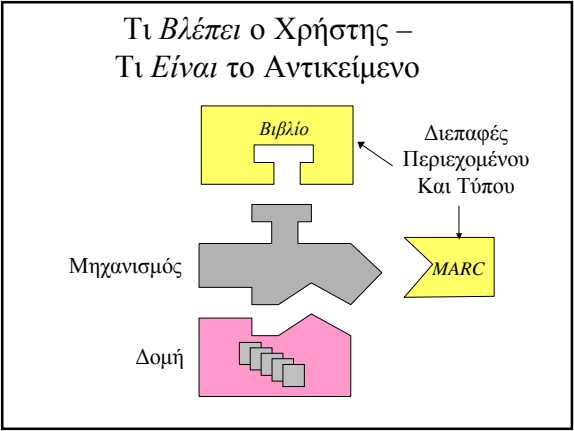 Τι Βλέπει ο Χρήστης –
Τι Είναι το Αντικείμενο
Βιβλίο
Διεπαφές
Περιεχομένου
Και Τύπου
Μηχανισμός
MARC
Δομή